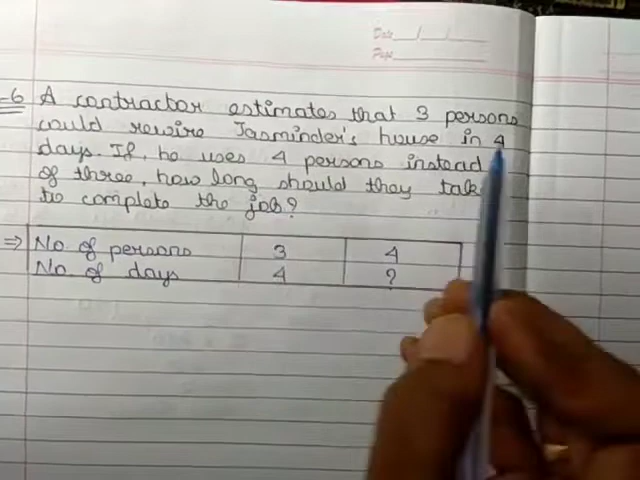 Date / /
Page
-6 A contractor estimates that 3 persons
could rewire Jasminder's house in 4
days. If, he uses 4 persons instead
of three, how long should they take
to complete the job?
⇒ No of persons 3 4
No of days 4 ?